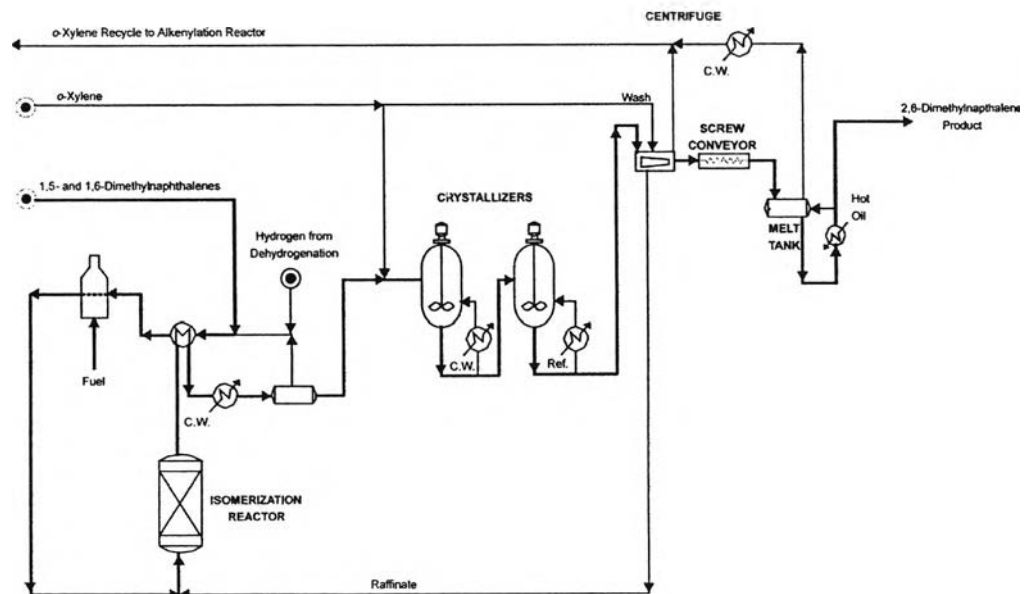 CENTRIFUGE
o-Xylene Recycle to Alkenylation Reactor
C.W.
o-Xylene
Wash
2,6-Dimethylnapthalene
Product
SCREW
CONVEYOR
1,5- and 1,6-Dimethylnaphthalenes
CRYSTALLIZERS
Hot
Oil
MELT
TANK
Hydrogen from
Dehydrogenation
Fuel
C.W.
Ref.
C.W.
ISOMERIZATION
REACTOR
Raffinate